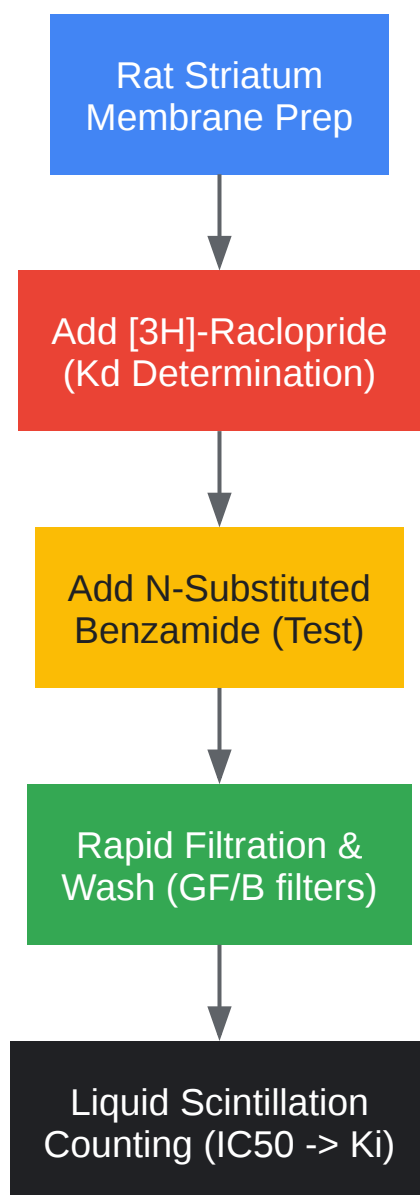 Rat Striatum
Membrane Prep
Add [3H]-Raclopride
(Kd Determination)
Add N-Substituted
Benzamide (Test)
Rapid Filtration &
Wash (GF/B filters)
Liquid Scintillation
Counting (IC50 -> Ki)